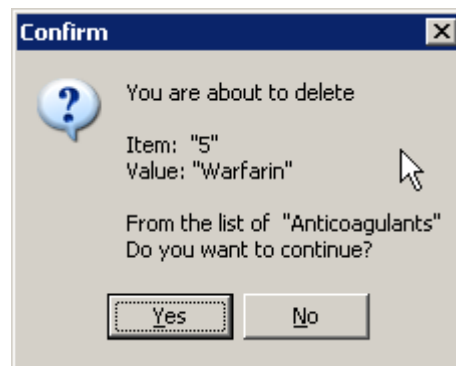 Confirm
You are about to delete
Item: "5"
Value: "Warfarin"
From the list of "Anticoagulants"
Do you want to continue?
Yes No